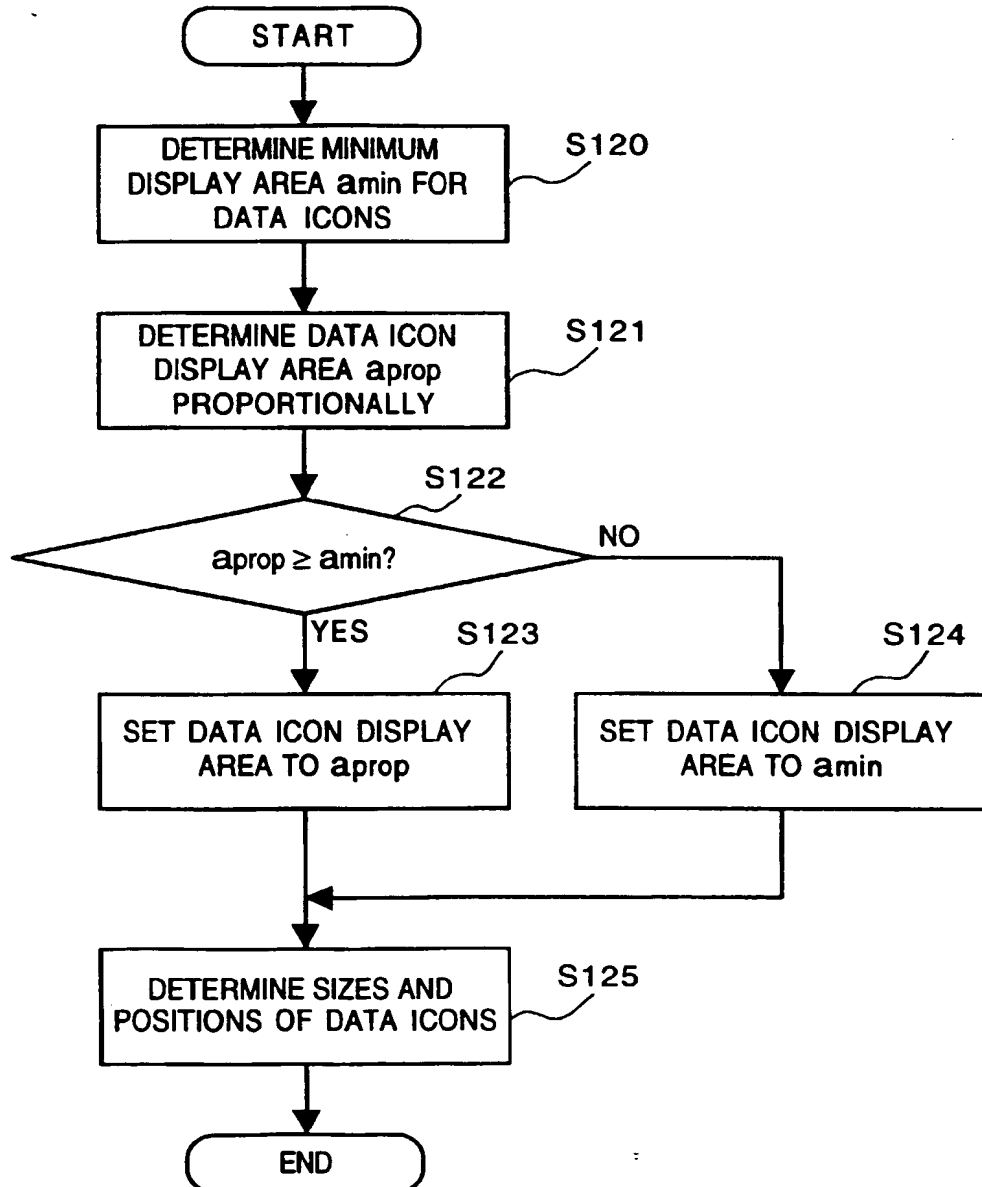 START
DETERMINE MINIMUM
DISPLAY AREA amin FOR
DATA ICONS
S120
DETERMINE DATA ICON
DISPLAY AREA aprop
PROPORTIONALLY
S121
S122
aprop ≥ amin?
NO
YES
S123
S124
SET DATA ICON DISPLAY
AREA TO aprop
SET DATA ICON DISPLAY
AREA TO amin
DETERMINE SIZES AND
POSITIONS OF DATA ICONS
S125
END